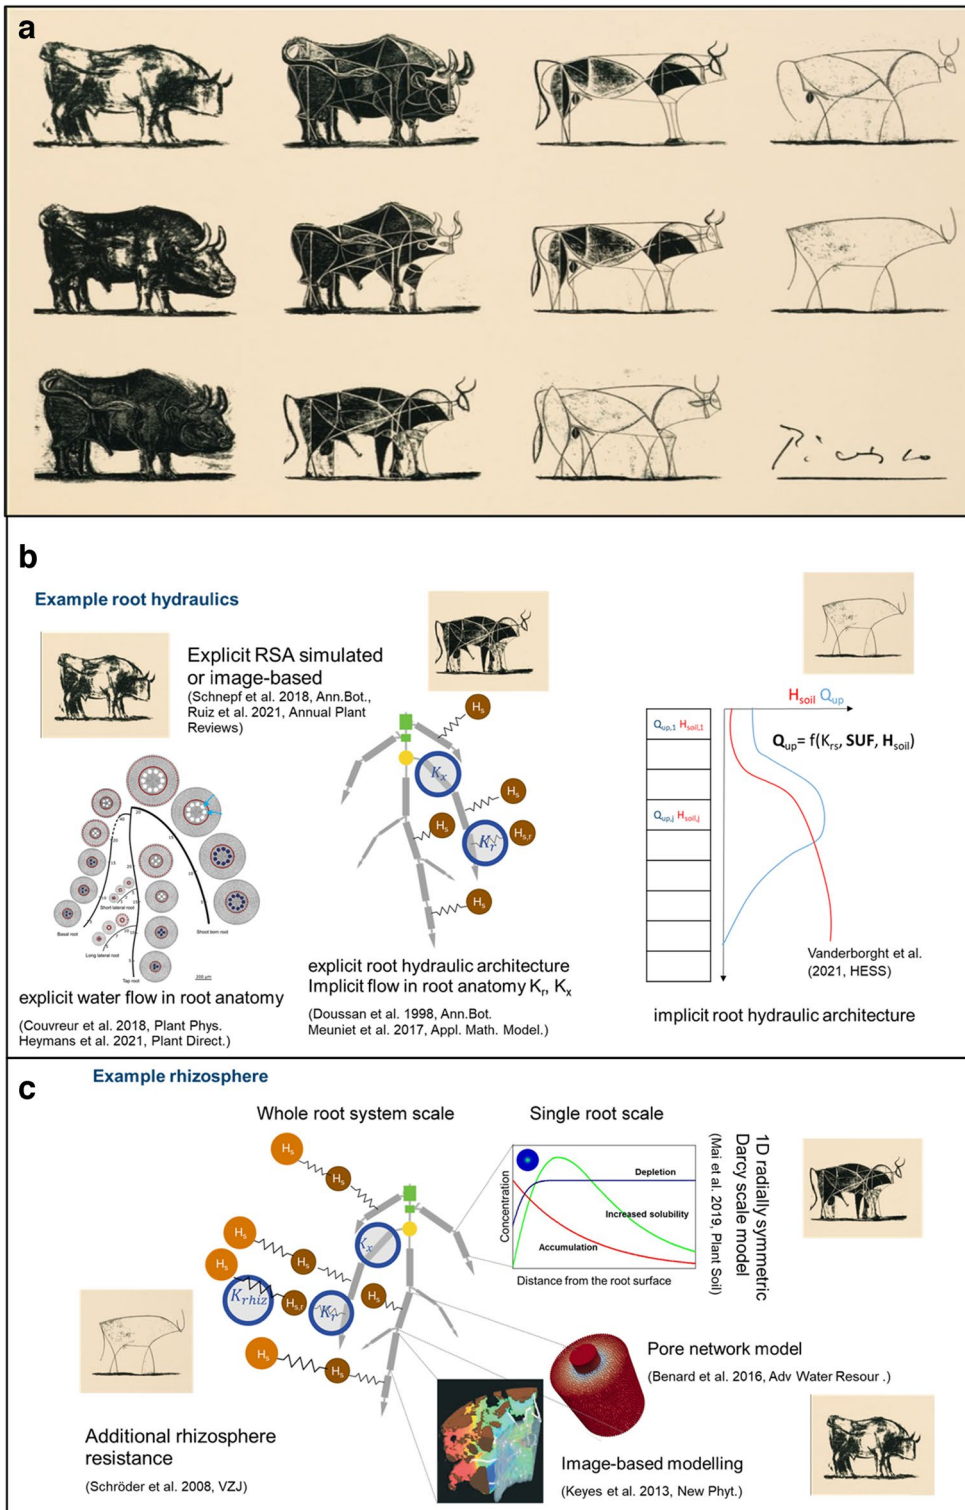 a
Picasso
b
Example root hydraulics
Explicit RSA simulated
or image-based
(Schnepf et al. 2018, Ann.Bot.,
Ruiz et al. 2021, Annual Plant
Reviews)
Basal root
Short lateral root
Long lateral root
Tap root
Shoot born root
200 µm
explicit water flow in root anatomy
(Couvreur et al. 2018, Plant Phys.
Heymans et al. 2021, Plant Direct.)
Hs
Kx
Hs
Hs
Hs,r
Kr
Hs
explicit root hydraulic architecture
Implicit flow in root anatomy Kr, Kx
(Doussan et al. 1998, Ann.Bot.
Meuniet et al. 2017, Appl. Math. Model.)
Hsoil Qup
Qup,1 Hsoil,1
Qup= f(Krs, SUF, Hsoil)
Qup,j Hsoil,j
Vanderborght et al.
(2021, HESS)
implicit root hydraulic architecture
c
Example rhizosphere
Whole root system scale
Single root scale
Hs
Hs
Hs
Kx
Hs
Hs
Krhiz
Hs,r
Kr
Hs
Hs
Hs
Concentration
Depletion
Increased solubility
Accumulation
Distance from the root surface
1D radially symmetric
Darcy scale model
(Mai et al. 2019, Plant Soil)
Pore network model
(Benard et al. 2016, Adv Water Resour .)
Additional rhizosphere
resistance
(Schröder et al. 2008, VZJ)
Image-based modelling
(Keyes et al. 2013, New Phyt.)